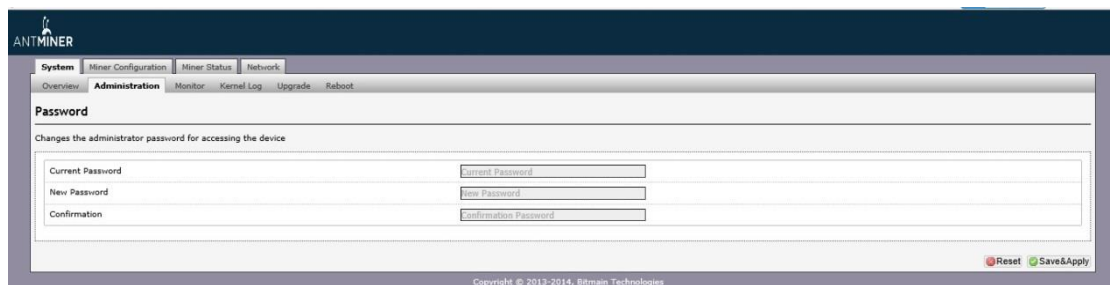 ANTMINER
System Miner Configuration Miner Status Network
Overview Administration Monitor Kernel Log Upgrade Reboot
Password
Changes the administrator password for accessing the device
Current Password Current Password
New Password New Password
Confirmation Confirmation Password
Reset Save&Apply
Copyright © 2013-2014, Bitmain Technologies